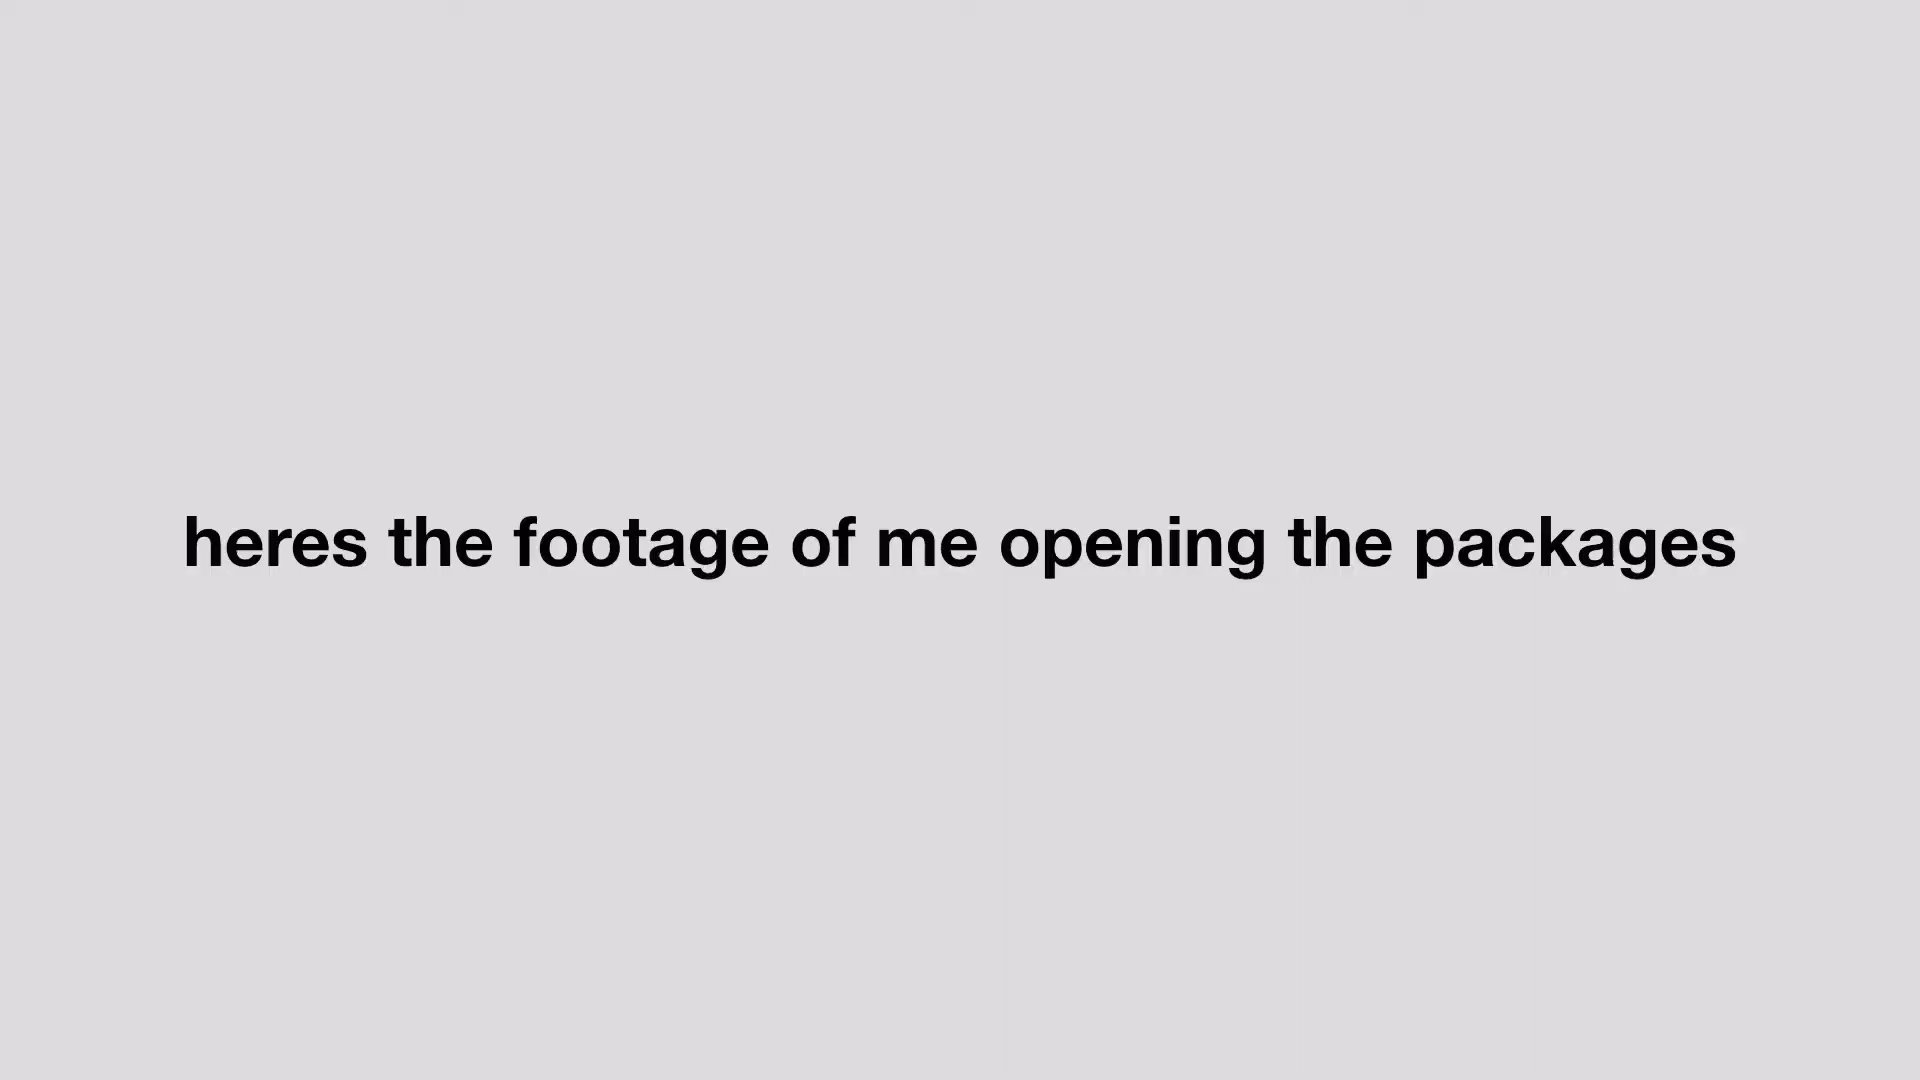 heres the footage of me opening the packages